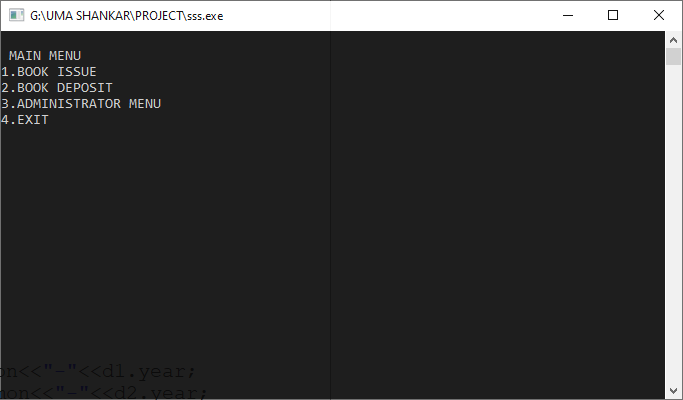 G:\UMA SHANKAR\PROJECT\sss.exe
MAIN MENU
1.BOOK ISSUE
2.BOOK DEPOSIT
3.ADMINISTRATOR MENU
4.EXIT
on<<"-"<<d1.year;
mon<<"-"<<d2.year;